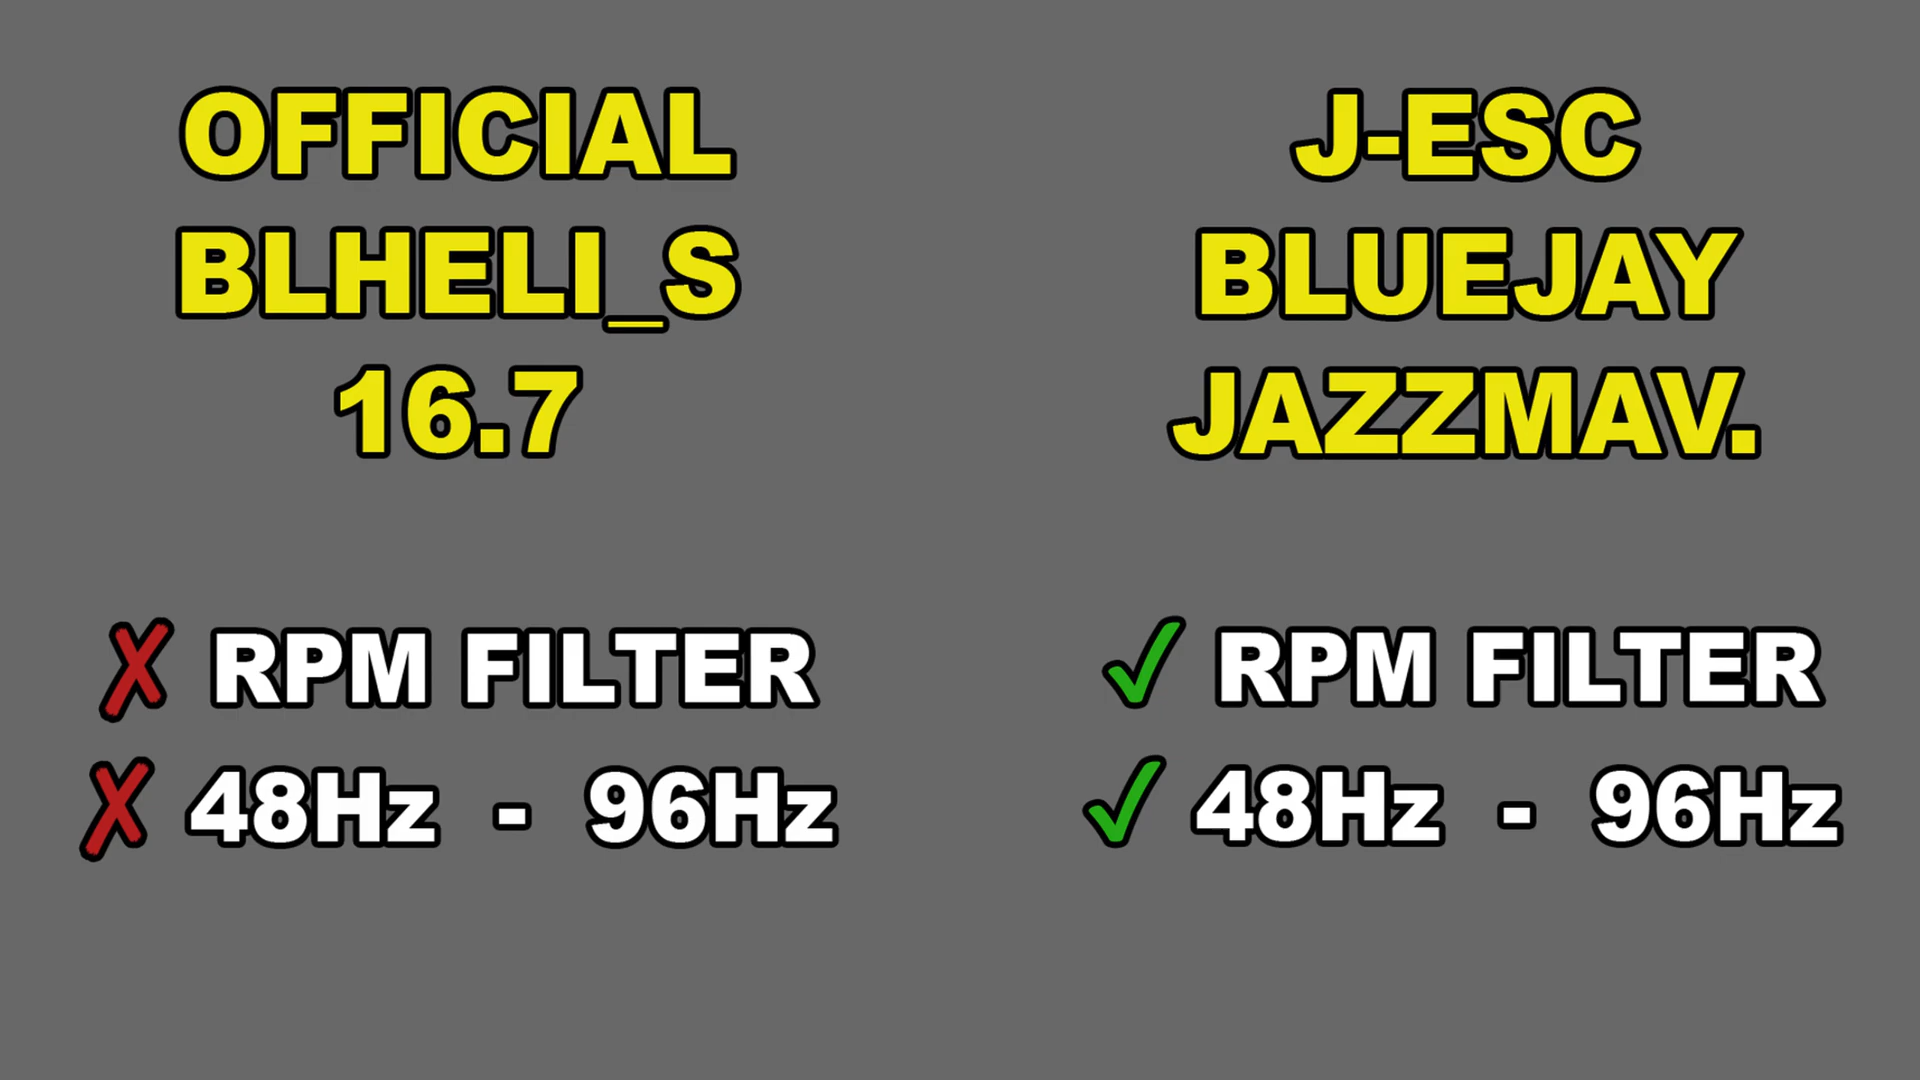 OFFICIAL
BLHELI_S
16.7
RPM FILTER
48Hz - 96Hz
J-ESC
BLUEJAY
JAZZMAV.
RPM FILTER
48Hz - 96Hz